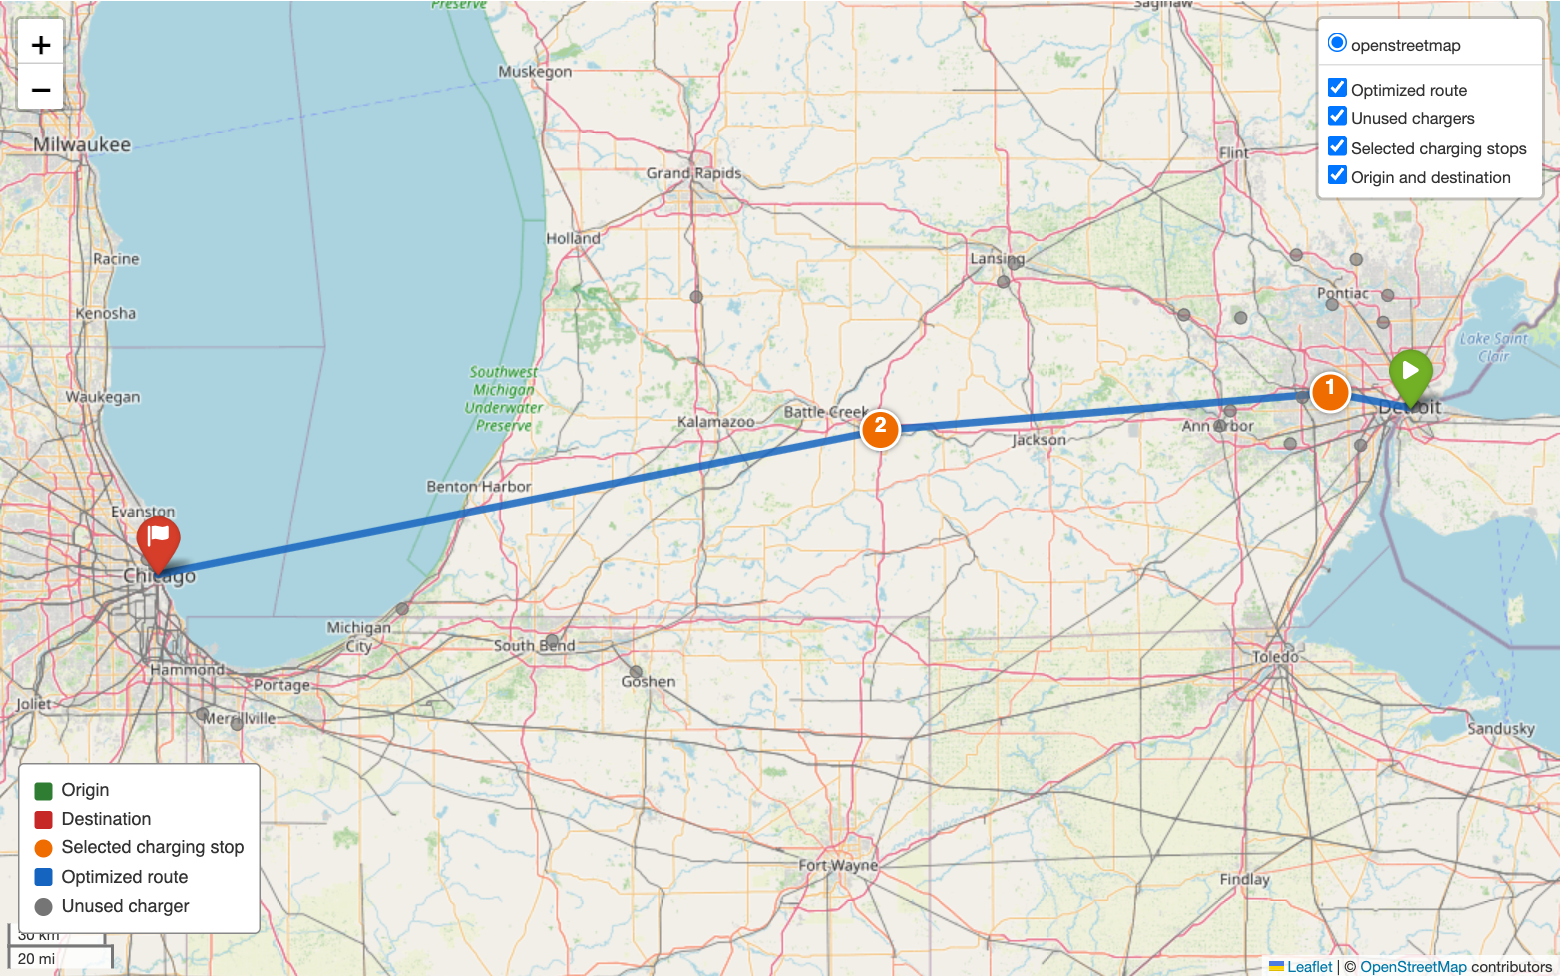 +
−
openstreetmap
Optimized route
Unused chargers
Selected charging stops
Origin and destination
Preserve
Saginaw
Muskegon
Milwaukee
Flint
Grand Rapids
Holland
Racine
Lansing
Pontiac
Kenosha
Lake Saint
Clair
Southwest
Michigan
Underwater
Preserve
Waukegan
1
Detroit
Battle Creek
2
Kalamazoo
Ann Arbor
Jackson
Benton Harbor
Evanston
Chicago
Michigan
City
South Bend
Toledo
Hammond
Goshen
Portage
Joliet
Merrillville
Sandusky
Fort Wayne
Findlay
Origin
Destination
Selected charging stop
Optimized route
Unused charger
30 km
20 mi
Leaflet | © OpenStreetMap contributors